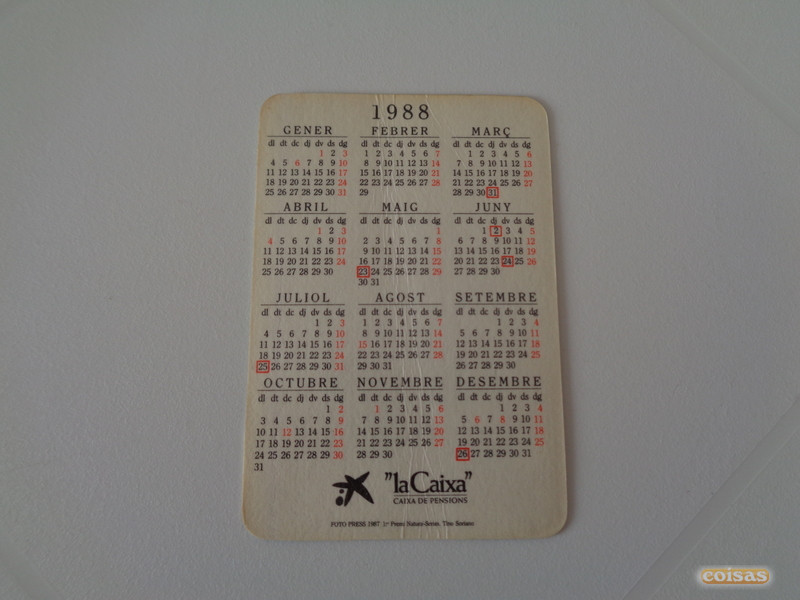 1988
GENER
dl dt dc dj dv ds dg
1 2 3
4 5 6 7 8 9 10
11 12 13 14 15 16 17
18 19 20 21 22 23 24
25 26 27 28 29 30 31
FEBRER
dl dt dc dj dv ds dg
1 2 3 4 5 6 7
8 9 10 11 12 13 14
15 16 17 18 19 20 21
22 23 24 25 26 27 28
29
MARÇ
dl dt dc dj dv ds dg
1 2 3 4 5 6
7 8 9 10 11 12 13
14 15 16 17 18 19 20
21 22 23 24 25 26 27
28 29 30 31
ABRIL
dl dt dc dj dv ds dg
1 2 3
4 5 6 7 8 9 10
11 12 13 14 15 16 17
18 19 20 21 22 23 24
25 26 27 28 29 30
MAIG
dl dt dc dj dv ds dg
1
2 3 4 5 6 7 8
9 10 11 12 13 14 15
16 17 18 19 20 21 22
23 24 25 26 27 28 29
30 31
JUNY
dl dt dc dj dv ds dg
1 2 3 4 5
6 7 8 9 10 11 12
13 14 15 16 17 18 19
20 21 22 23 24 25 26
27 28 29 30
JULIOL
dl dt dc dj dv ds dg
1 2 3
4 5 6 7 8 9 10
11 12 13 14 15 16 17
18 19 20 21 22 23 24
25 26 27 28 29 30 31
AGOST
dl dt dc dj dv ds dg
1 2 3 4 5 6 7
8 9 10 11 12 13 14
15 16 17 18 19 20 21
22 23 24 25 26 27 28
29 30 31
SETEMBRE
dl dt dc dj dv ds dg
1 2 3 4
5 6 7 8 9 10 11
12 13 14 15 16 17 18
19 20 21 22 23 24 25
26 27 28 29 30
OCTUBRE
dl dt dc dj dv ds dg
1 2
3 4 5 6 7 8 9
10 11 12 13 14 15 16
17 18 19 20 21 22 23
24 25 26 27 28 29 30
31
NOVEMBRE
dl dt dc dj dv ds dg
1 2 3 4 5 6
7 8 9 10 11 12 13
14 15 16 17 18 19 20
21 22 23 24 25 26 27
28 29 30
DESEMBRE
dl dt dc dj dv ds dg
1 2 3 4
5 6 7 8 9 10 11
12 13 14 15 16 17 18
19 20 21 22 23 24 25
26 27 28 29 30 31
"laCaixa"
CAIXA DE PENSIONS
FOTO PRESS 1987. 1.er Premi Natura-Series. Tino Soriano
coisas